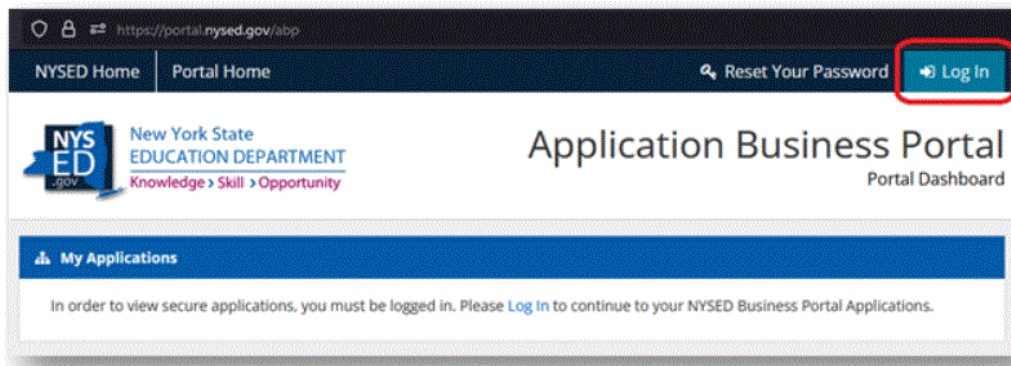 https://portal.nysed.gov/abp
NYSED Home Portal Home Reset Your Password Log In
NYS
ED
.gov
New York State
EDUCATION DEPARTMENT
Knowledge › Skill › Opportunity
Application Business Portal
Portal Dashboard
My Applications
In order to view secure applications, you must be logged in. Please Log In to continue to your NYSED Business Portal Applications.